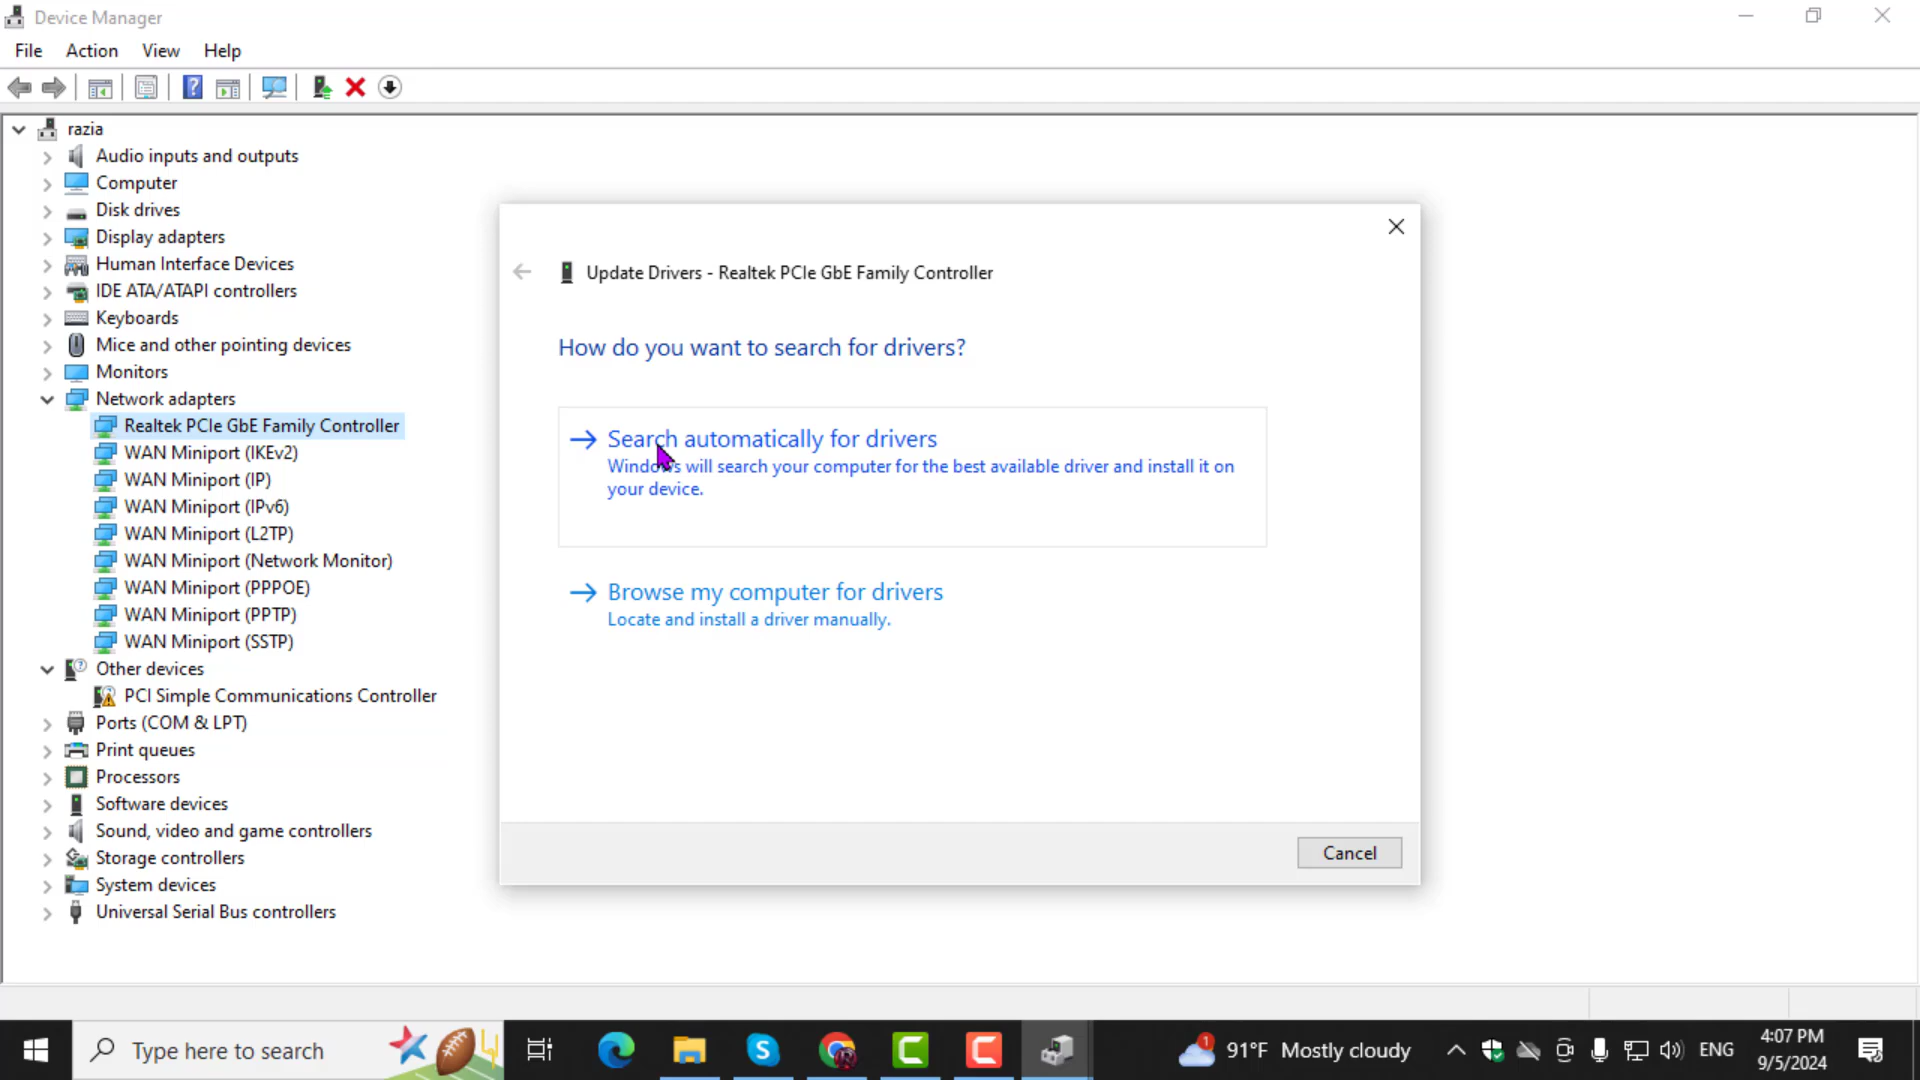 Device Manager
File Action View Help
razia
Audio inputs and outputs
Computer
Disk drives
Display adapters
Human Interface Devices
IDE ATA/ATAPI controllers
Keyboards
Mice and other pointing devices
Monitors
Network adapters
Realtek PCIe GbE Family Controller
WAN Miniport (IKEv2)
WAN Miniport (IP)
WAN Miniport (IPv6)
WAN Miniport (L2TP)
WAN Miniport (Network Monitor)
WAN Miniport (PPPOE)
WAN Miniport (PPTP)
WAN Miniport (SSTP)
Other devices
PCI Simple Communications Controller
Ports (COM & LPT)
Print queues
Processors
Software devices
Sound, video and game controllers
Storage controllers
System devices
Universal Serial Bus controllers
Update Drivers - Realtek PCIe GbE Family Controller
How do you want to search for drivers?
Search automatically for drivers
Windows will search your computer for the best available driver and install it on
your device.
Browse my computer for drivers
Locate and install a driver manually.
Cancel
Type here to search
1
91°F Mostly cloudy
ENG
4:07 PM
9/5/2024